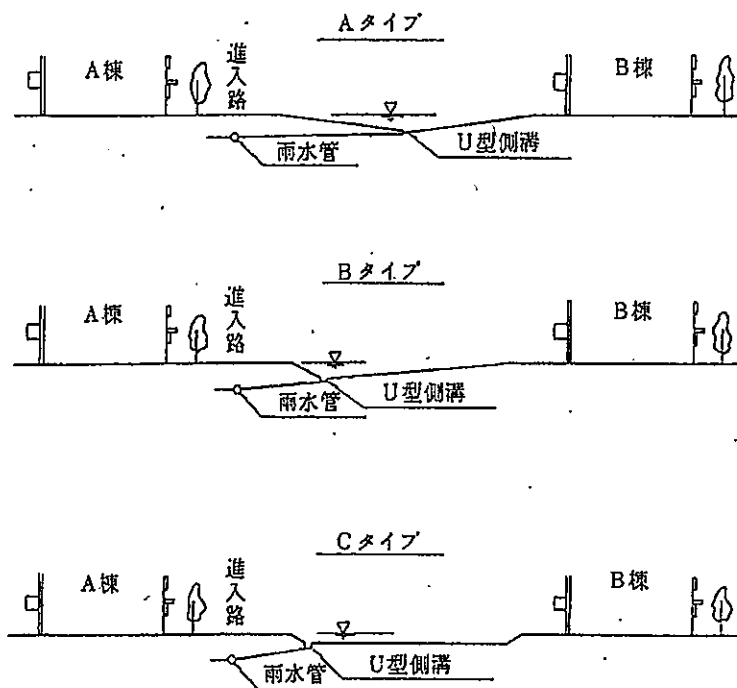 Aタイプ
A棟
進入路
B棟
雨水管
U型側溝
Bタイプ
A棟
進入路
B棟
雨水管
U型側溝
Cタイプ
A棟
進入路
B棟
雨水管
U型側溝